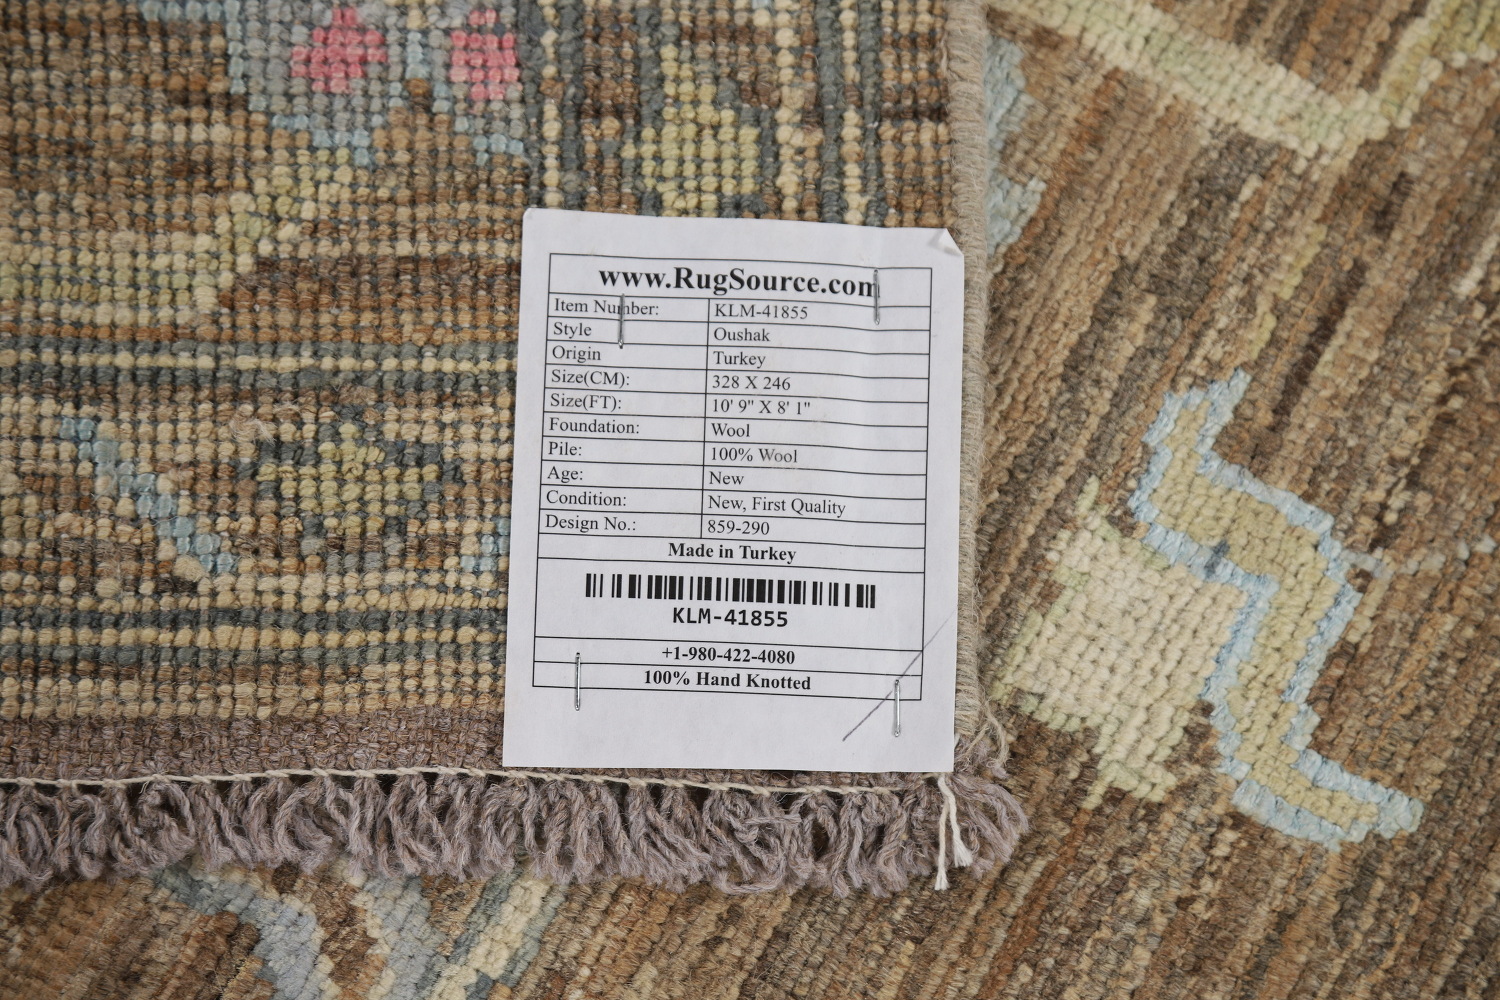 www.RugSource.com
Item Number: KLM-41855
Style Oushak
Origin Turkey
Size(CM): 328 X 246
Size(FT): 10' 9" X 8' 1"
Foundation: Wool
Pile: 100% Wool
Age: New
Condition: New, First Quality
Design No.: 859-290
Made in Turkey
KLM-41855
+1-980-422-4080
100% Hand Knotted